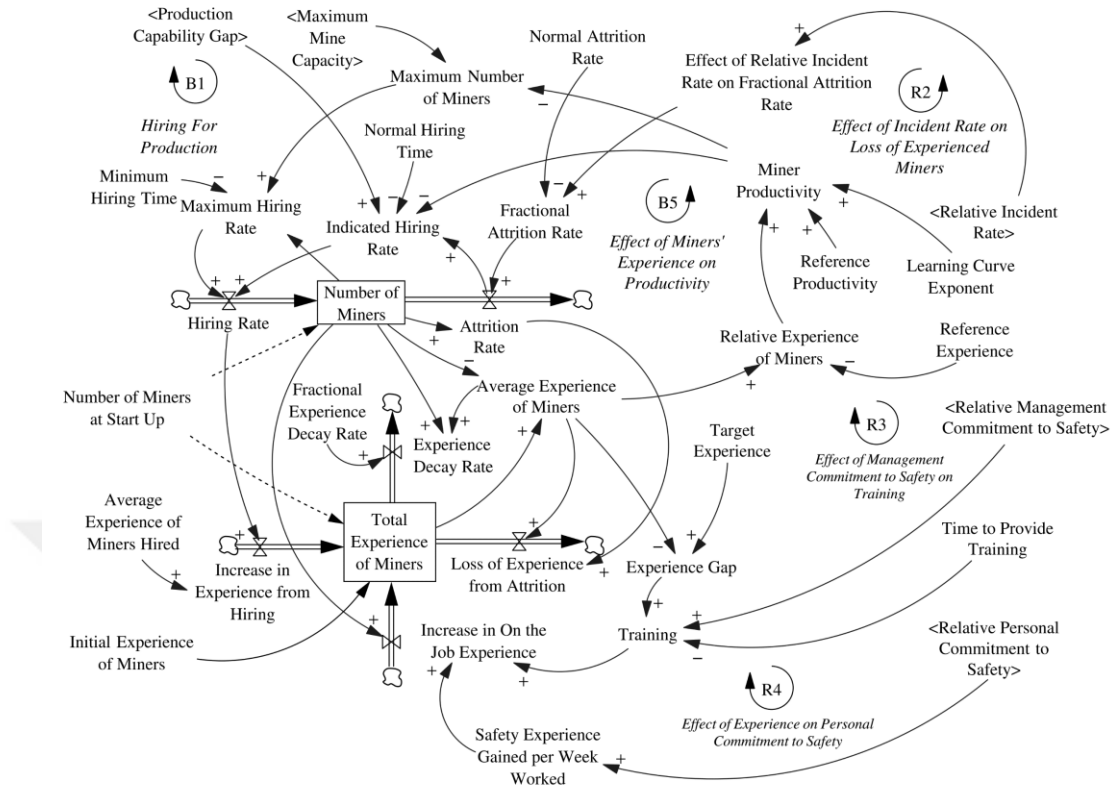 <Production
Capability Gap>
<Maximum
Mine
Capacity>
Normal Attrition
Rate
Effect of Relative Incident
Rate on Fractional Attrition
Rate
+
B1
Hiring For
Production
Maximum Number
of Miners
−
R2
Effect of Incident Rate on
Loss of Experienced
Miners
Normal Hiring
Time
Minimum
Hiring Time
−
+
Maximum Hiring
Rate
+
−
−
Indicated Hiring
Rate
−
+
Fractional
Attrition Rate
B5
Effect of Miners'
Experience on
Productivity
Miner
Productivity
+
+
+
Reference
Productivity
<Relative Incident
Rate>
Learning Curve
Exponent
+
+
+
+
Hiring Rate
Number of
Miners
+
Attrition
Rate
−
Relative Experience
of Miners
−
+
Reference
Experience
Number of Miners
at Start Up
Fractional
Experience
Decay Rate
+
Average Experience
of Miners
+
+
+
Experience
Decay Rate
Target
Experience
R3
Effect of Management
Commitment to Safety on
Training
<Relative Management
Commitment to Safety>
Average
Experience of
Miners Hired
+
+
Increase in
Experience from
Hiring
Total
Experience
of Miners
+
Loss of Experience
from Attrition
+
−
+
Experience Gap
Time to Provide
Training
Initial Experience
of Miners
+
Increase in On the
Job Experience
+
+
+
+
Training
−
<Relative Personal
Commitment to
Safety>
R4
Effect of Experience on Personal
Commitment to Safety
Safety Experience
Gained per Week
Worked
+